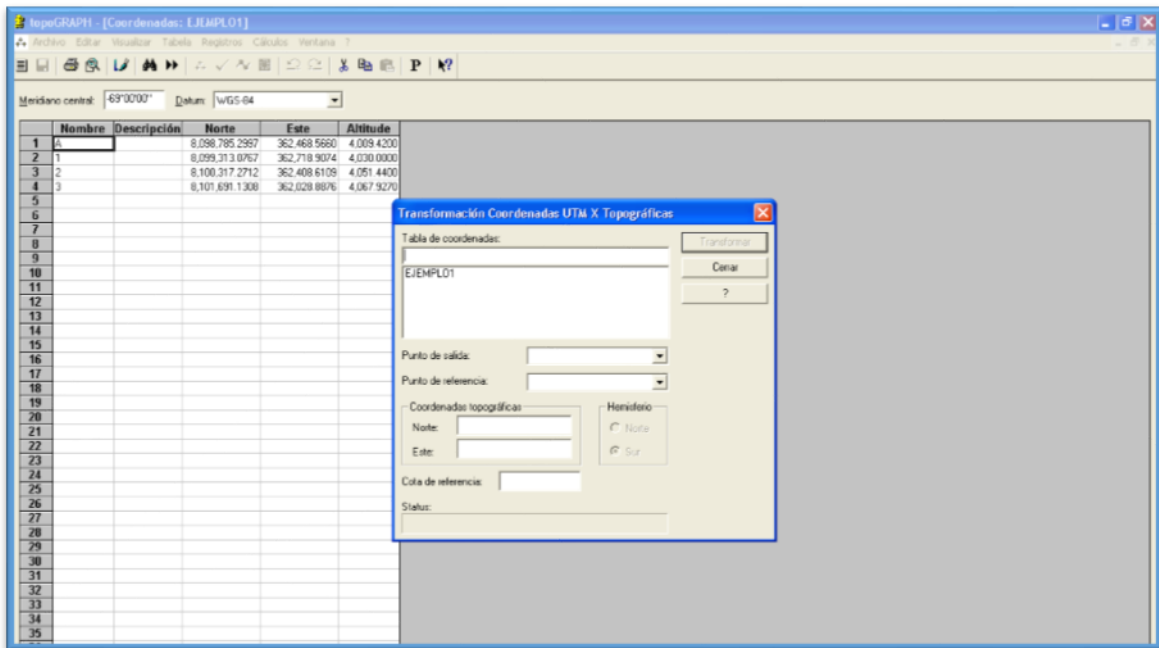 topoGRAPH - [Coordenadas: EJEMPLO1]
Archivo Editar Visualizar Tabela Registros Cálculos Ventana ?
P
Meridiano central: -69°00'00" Datum: WGS-84
Nombre Descripción Norte Este Altitude
1 A 8,098,785.2997 362,468.5660 4,009.4200
2 1 8,099,313.0767 362,718.9074 4,030.0000
3 2 8,100,317.2712 362,408.6109 4,051.4400
4 3 8,101,691.1308 362,028.8876 4,067.9270
5
6
7
8
9
10
11
12
13
14
15
16
17
18
19
20
21
22
23
24
25
26
27
28
29
30
31
32
33
34
35
Transformación Coordenadas UTM X Topográficas
Tabla de coordenadas:
EJEMPLO1
Transformar
Cerrar
?
Punto de salida:
Punto de referencia:
Coordenadas topográficas
Norte:
Este:
Hemisferio
Norte
Sur
Cota de referencia:
Status: